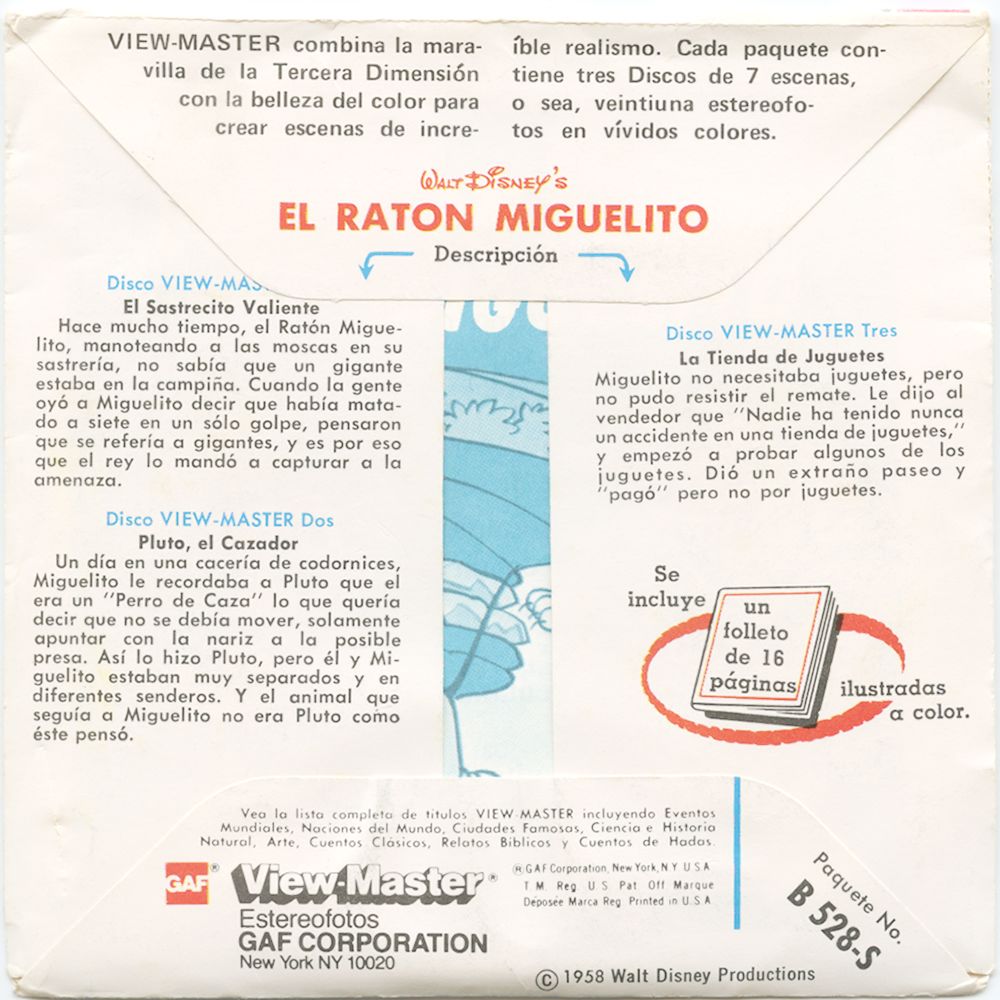 VIEW-MASTER combina la mara-
villa de la Tercera Dimensión
con la belleza del color para
crear escenas de incre-
íble realismo. Cada paquete con-
tiene tres Discos de 7 escenas,
o sea, veintiuna estereofo-
tos en vívidos colores.
WALT DISNEY'S
EL RATON MIGUELITO
Descripción
Disco VIEW-MAS
El Sastrecito Valiente
Hace mucho tiempo, el Ratón Migue-
lito, manoteando a las moscas en su
sastrería, no sabía que un gigante
estaba en la campiña. Cuando la gente
oyó a Miguelito decir que había mata-
do a siete en un sólo golpe, pensaron
que se refería a gigantes, y es por eso
que el rey lo mandó a capturar a la
amenaza.
Disco VIEW-MASTER Dos
Pluto, el Cazador
Un día en una cacería de codornices,
Miguelito le recordaba a Pluto que el
era un "Perro de Caza" lo que quería
decir que no se debía mover, solamente
apuntar con la nariz a la posible
presa. Así lo hizo Pluto, pero él y Mi-
guelito estaban muy separados y en
diferentes senderos. Y el animal que
seguía a Miguelito no era Pluto como
éste pensó.
Disco VIEW-MASTER Tres
La Tienda de Juguetes
Miguelito no necesitaba juguetes, pero
no pudo resistir el remate. Le dijo al
vendedor que "Nadie ha tenido nunca
un accidente en una tienda de juguetes,"
y empezó a probar algunos de los
juguetes. Dió un extraño paseo y
"pagó" pero no por juguetes.
Se
incluye
un
folleto
de 16
páginas
ilustradas
a color.
Vea la lista completa de titulos VIEW-MASTER incluyendo Eventos
Mundiales, Naciones del Mundo, Ciudades Famosas, Ciencia e Historia
Natural, Arte, Cuentos Clásicos, Relatos Bíblicos y Cuentos de Hadas.
GAF®
View-Master®
Estereofotos
GAF CORPORATION
New York NY 10020
® GAF Corporation, New York, N.Y. U.S.A.
T.M. Reg. U.S. Pat. Off. Marque
Déposée Marca Reg. Printed in U.S.A.
Paquete No.
B 528-S
© 1958 Walt Disney Productions